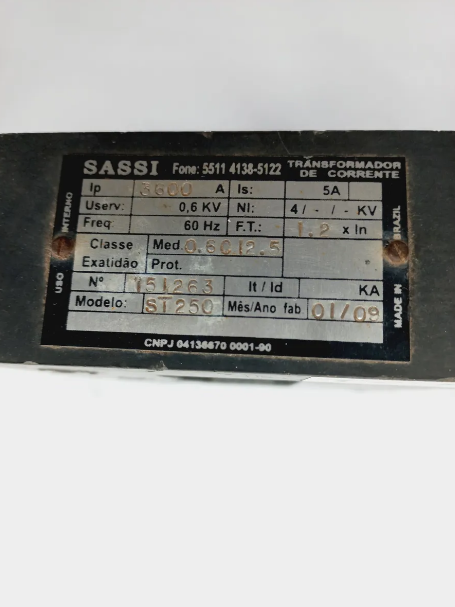 SASSI Fone: 5511 4138-5122 TRANSFORMADOR DE CORRENTE
Ip 3600 A Is: 5A
Userv: 0,6 KV NI: 4 / - / - KV
Freq 60 Hz F.T.: 1.2 x In
Classe Med. 0.6C12.5
Exatidão Prot.
Nº 151263 It / Id KA
Modelo: ST250 Mês/Ano fab 01/09
CNPJ 04136670 0001-90
USO INTERNO
MADE IN BRAZIL